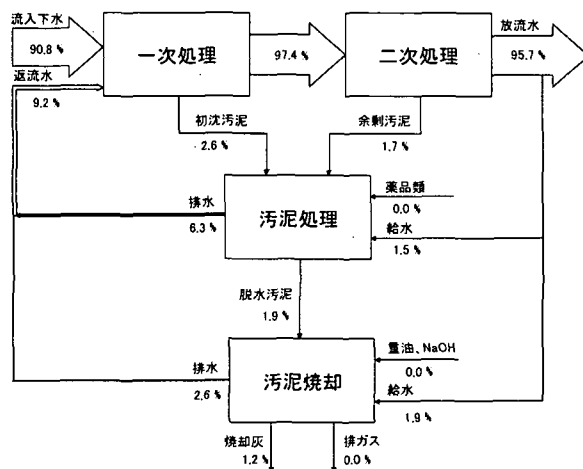 流入下水
90.8 %
返流水
9.2 %
一次処理
97.4 %
二次処理
放流水
95.7 %
初沈汚泥
2.6 %
余剰汚泥
1.7 %
排水
6.3 %
汚泥処理
薬品類
0.0 %
給水
1.5 %
脱水汚泥
1.9 %
排水
2.6 %
汚泥焼却
重油、NaOH
0.0 %
給水
1.9 %
焼却灰
1.2 %
排ガス
0.0 %